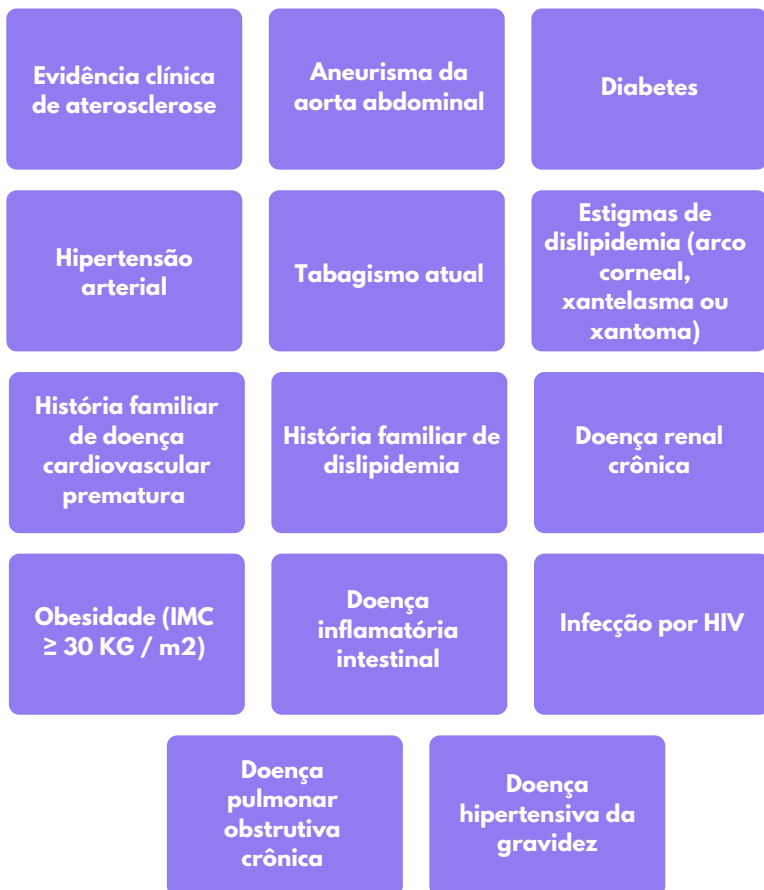 Evidência clínica
de aterosclerose
Aneurisma da
aorta abdominal
Diabetes
Hipertensão
arterial
Tabagismo atual
Estigmas de
dislipidemia (arco
corneal,
xantelasma ou
xantoma)
História familiar
de doença
cardiovascular
prematura
História familiar de
dislipidemia
Doença renal
crônica
Obesidade (IMC
≥ 30 KG / m2)
Doença
inflamatória
intestinal
Infecção por HIV
Doença
pulmonar
obstrutiva
crônica
Doença
hipertensiva da
gravidez